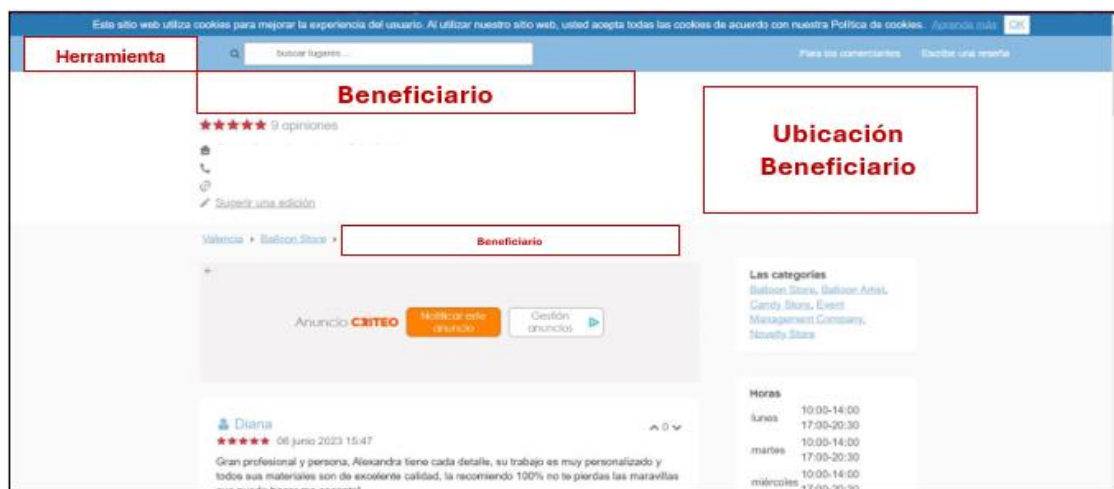 Este sitio web utiliza cookies para mejorar la experiencia del usuario. Al utilizar nuestro sitio web, usted acepta todas las cookies de acuerdo con nuestra Política de cookies. Aprende más OK
Herramienta
buscar lugares ...
Para los comerciantes Escribe una reseña
Beneficiario
9 opiniones
Sugerir una edición
Ubicación
Beneficiario
Valencia Balloon Store Beneficiario
Anuncio CRITEO
Notificar este
anuncio
Gestión
anuncios
Las categorías
Balloon Store, Balloon Artist,
Candy Store, Event
Management Company,
Novelty Store
Diana
0
06 junio 2023 15:47
Gran profesional y persona, Alexandra tiene cada detalle, su trabajo es muy personalizado y
todos sus materiales son de excelente calidad, la recomiendo 100% no te pierdas las maravillas
Horas
lunes 10:00-14:00
17:00-20:30
martes 10:00-14:00
17:00-20:30
miércoles 10:00-14:00
17:00-20:30